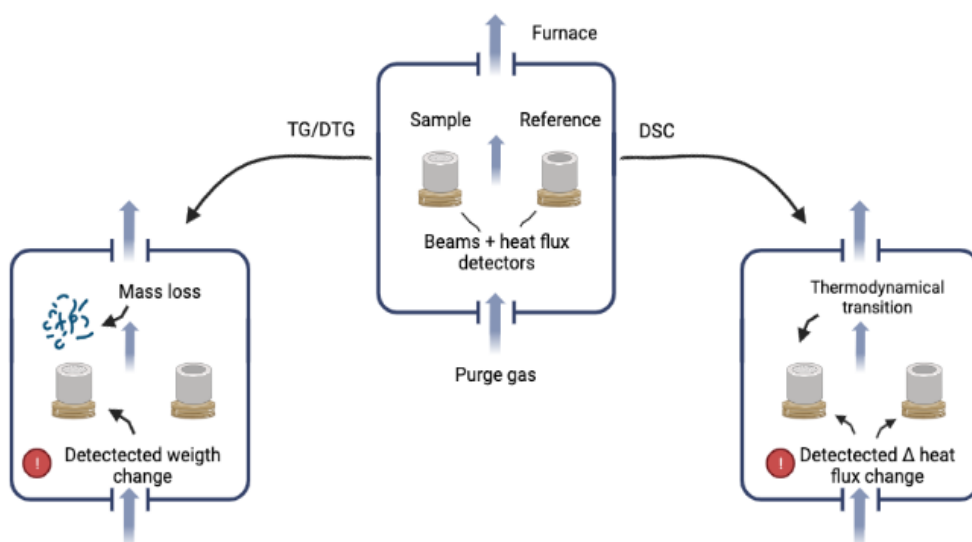 Furnace
TG/DTG
Sample
Reference
DSC
Beams + heat flux
detectors
Purge gas
Mass loss
Detectected weigth
change
!
Thermodynamical
transition
Detectected Δ heat
flux change
!